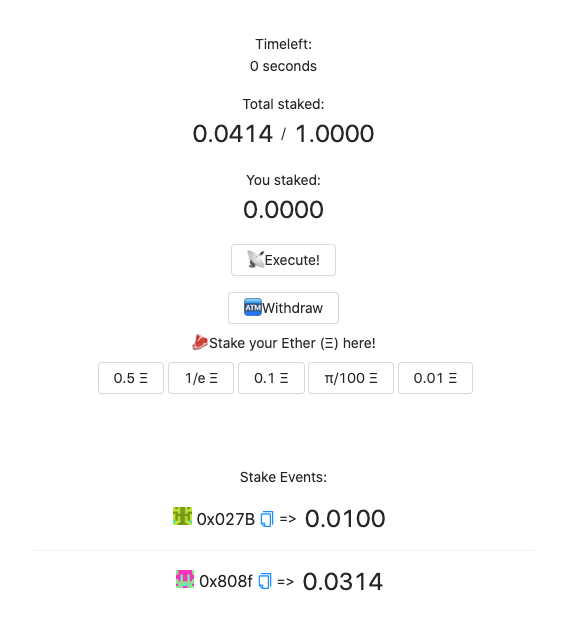 Timeleft:
0 seconds
Total staked:
0.0414 / 1.0000
You staked:
0.0000
📡Execute!
🏧Withdraw
🥩Stake your Ether (Ξ) here!
0.5 Ξ 1/e Ξ 0.1 Ξ π/100 Ξ 0.01 Ξ
Stake Events:
0x027B => 0.0100
0x808f => 0.0314